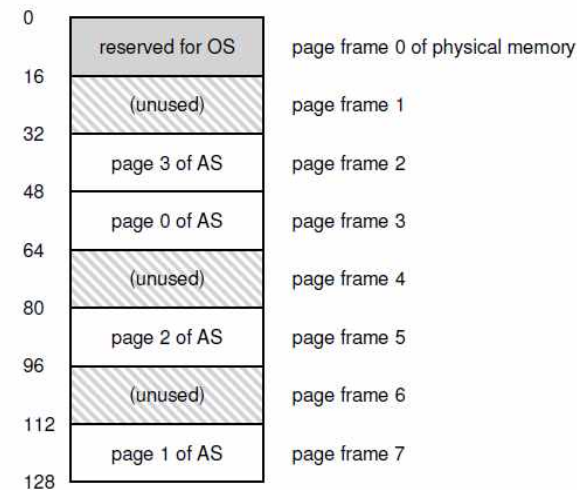 0
reserved for OS page frame 0 of physical memory
16
(unused) page frame 1
32
page 3 of AS page frame 2
48
page 0 of AS page frame 3
64
(unused) page frame 4
80
page 2 of AS page frame 5
96
(unused) page frame 6
112
page 1 of AS page frame 7
128